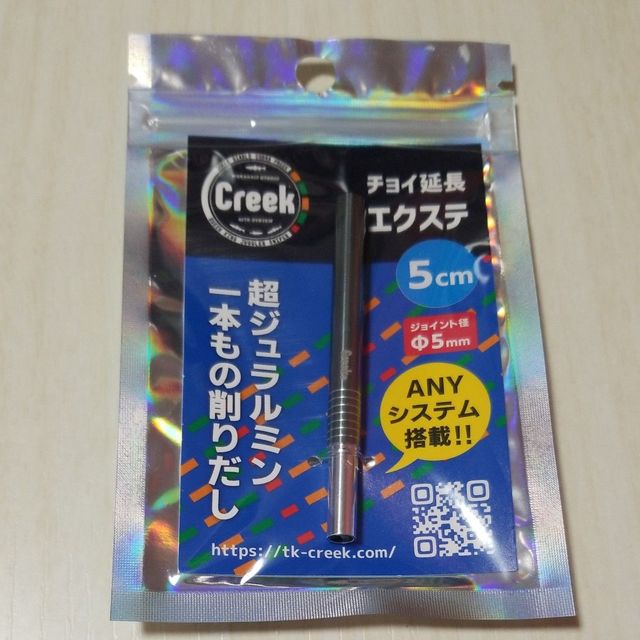 Creek
チョイ延長
エクステ
5cm
ジョイント径
Φ5mm
超ジュラルミン
一本もの削りだし
ANY
システム
搭載!!
Creek
https://tk-creek.com/